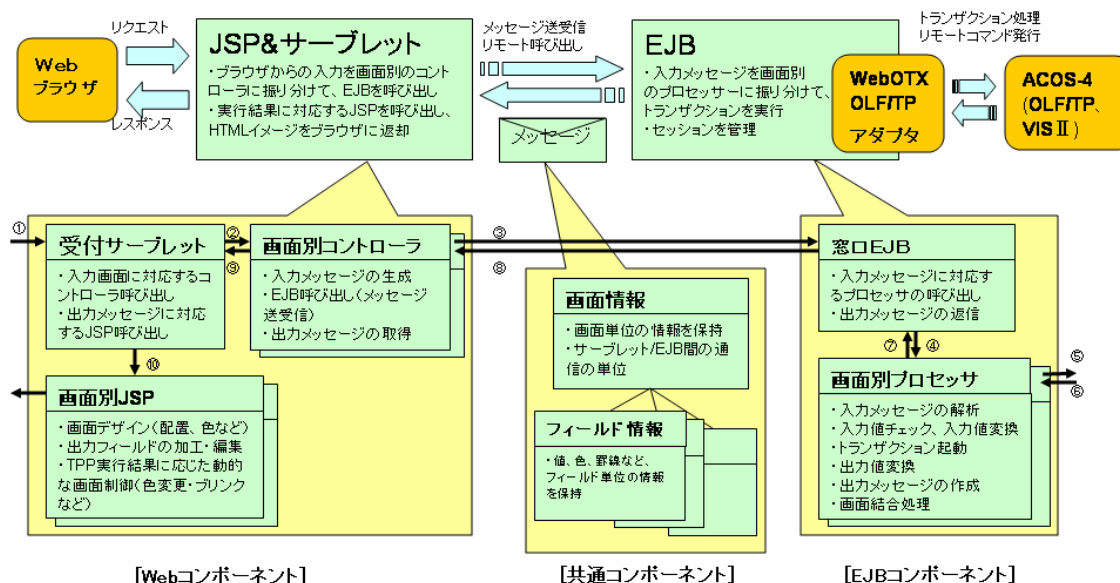 リクエスト
Web
ブラウザ
レスポンス
JSP&サーブレット
・ブラウザからの入力を画面別のコント
ローラに振り分けて、EJBを呼び出し
・実行結果に対応するJSPを呼び出し、
HTMLイメージをブラウザに返却
メッセージ送受信
リモート呼び出し
メッセージ
EJB
・入力メッセージを画面別
のプロセッサーに振り分けて、
トランザクションを実行
・セッションを管理
WebOTX
OLF/TP
アダプタ
トランザクション処理
リモートコマンド発行
ACOS-4
(OLF/TP、
VISⅡ)
①
受付サーブレット
・入力画面に対応するコ
ントローラ呼び出し
・出力メッセージに対応
するJSP呼び出し
②
⑨
画面別コントローラ
・入力メッセージの生成
・EJB呼び出し(メッセージ
送受信)
・出力メッセージの取得
③
⑧
窓口EJB
・入力メッセージに対応す
るプロセッサの呼び出し
・出力メッセージの返信
画面情報
・画面単位の情報を保持
・サーブレット/EJB間の通
信の単位
⑩
⑦
④
⑤
⑥
画面別JSP
・画面デザイン(配置、色など)
・出力フィールドの加工・編集
・TPP実行結果に応じた動的
な画面制御(色変更・ブリンク
など)
フィールド情報
・値、色、罫線など、
フィールド単位の情報
を保持
画面別プロセッサ
・入力メッセージの解析
・入力値チェック、入力値変換
・トランザクション起動
・出力値変換
・出力メッセージの作成
・画面結合処理
[Webコンポーネント]
[共通コンポーネント]
[EJBコンポーネント]